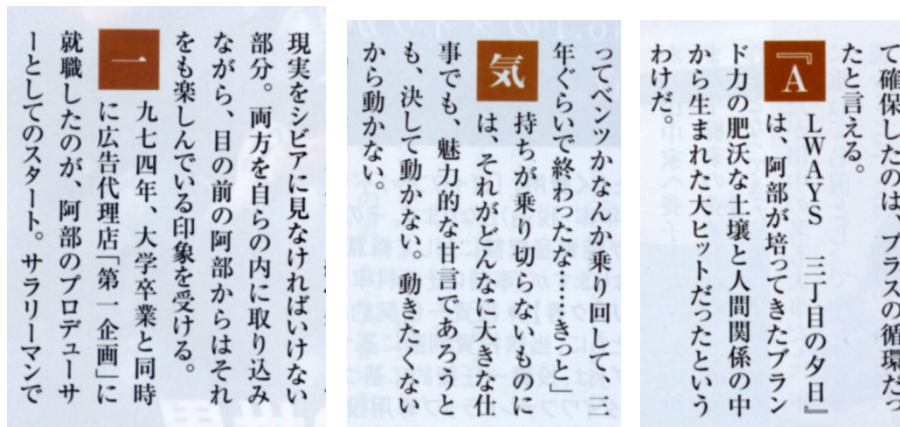 現実をシビアに見なければいけない
部分。両方を自らの内に取り込み
ながら、目の前の阿部からはそれ
をも楽しんでいる印象を受ける。
一九七四年、大学卒業と同時
に広告代理店「第一企画」に
就職したのが、阿部のプロデューサ
ーとしてのスタート。サラリーマンで
ってベンツかなんか乗り回して、三
年ぐらいで終わったな……きっと」
気持ちが乗り切らないものに
は、それがどんなに大きな仕
事でも、魅力的な甘言であろうと
も、決して動かない。動きたくない
から動かない。
て確保したのは、プラスの循環だっ
たと言える。
『ALWAYS　三丁目の夕日』
は、阿部が培ってきたブラン
ド力の肥沃な土壌と人間関係の中
から生まれた大ヒットだったという
わけだ。